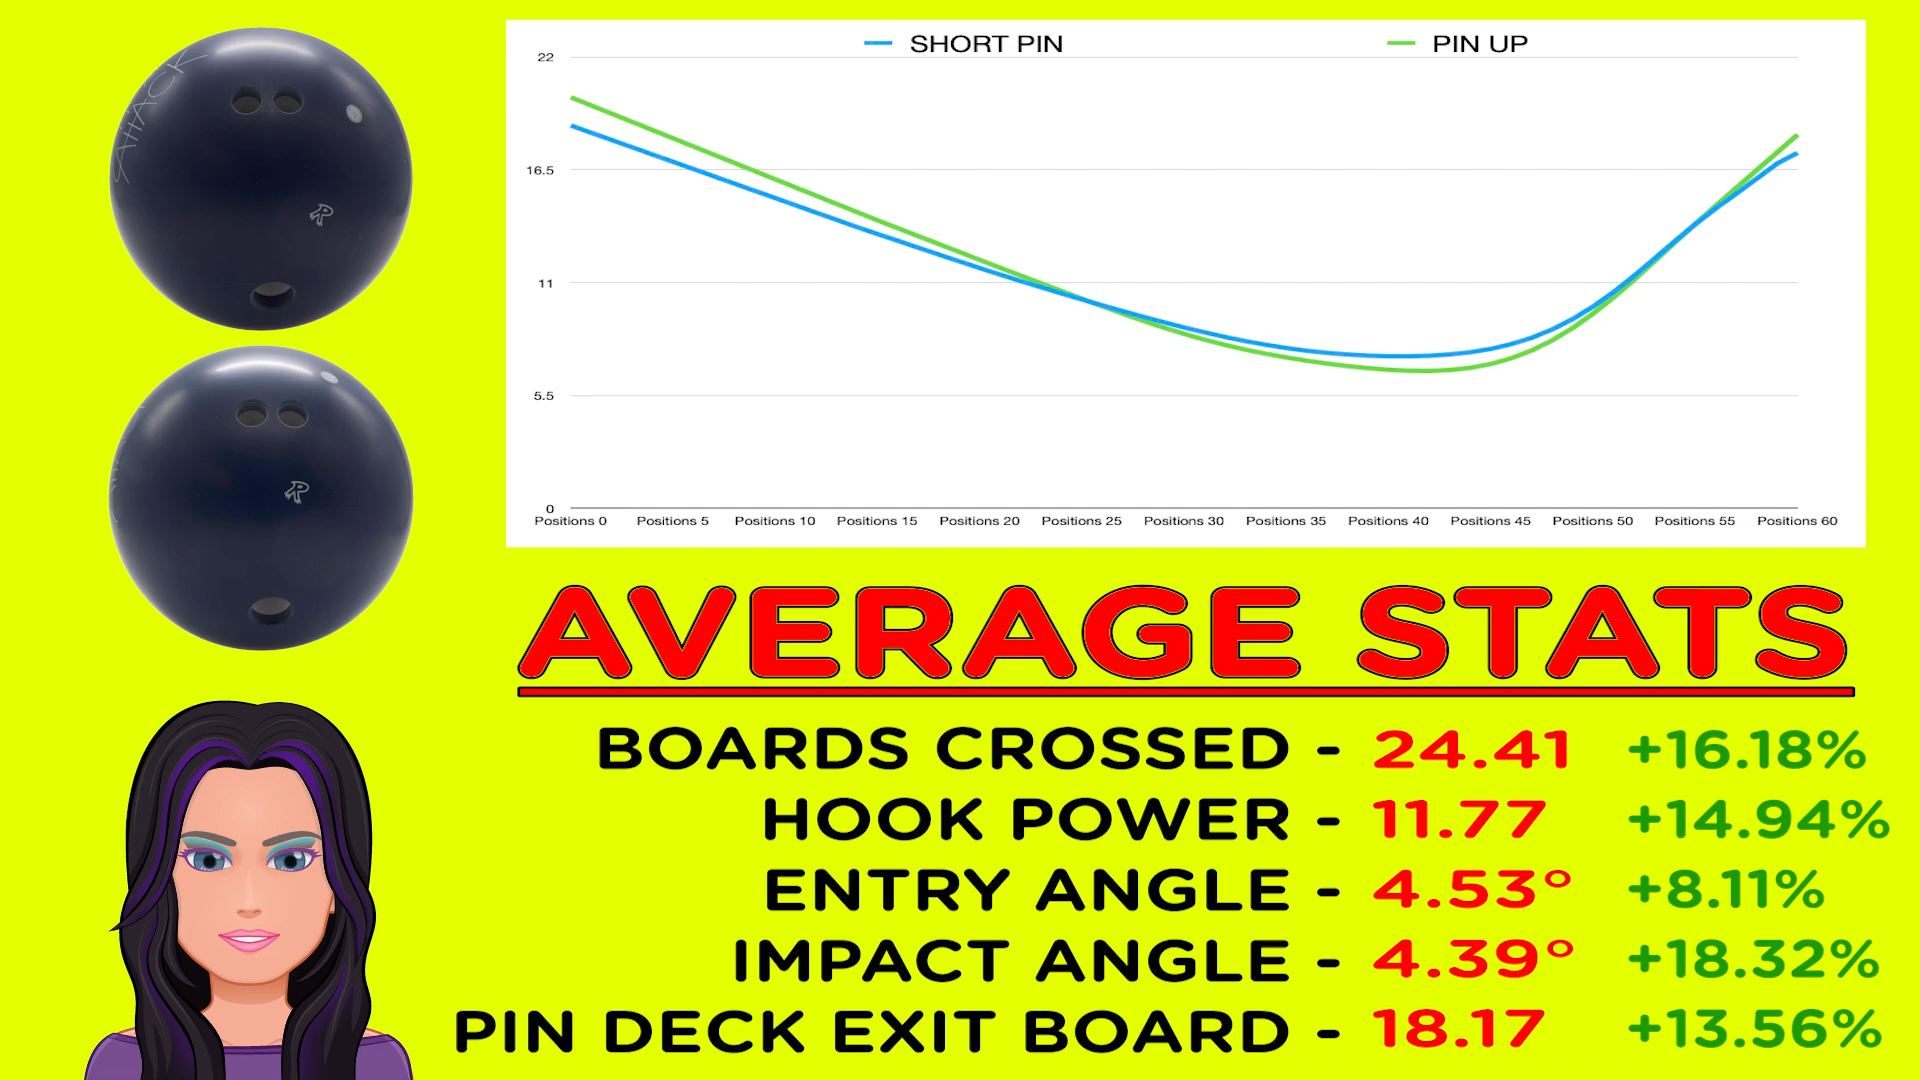 ATTACK
SHORT PIN
PIN UP
22
16.5
11
5.5
0
Positions 0 Positions 5 Positions 10 Positions 15 Positions 20 Positions 25 Positions 30 Positions 35 Positions 40 Positions 45 Positions 50 Positions 55 Positions 60
AVERAGE STATS
BOARDS CROSSED - 24.41 +16.18%
HOOK POWER - 11.77 +14.94%
ENTRY ANGLE - 4.53° +8.11%
IMPACT ANGLE - 4.39° +18.32%
PIN DECK EXIT BOARD - 18.17 +13.56%